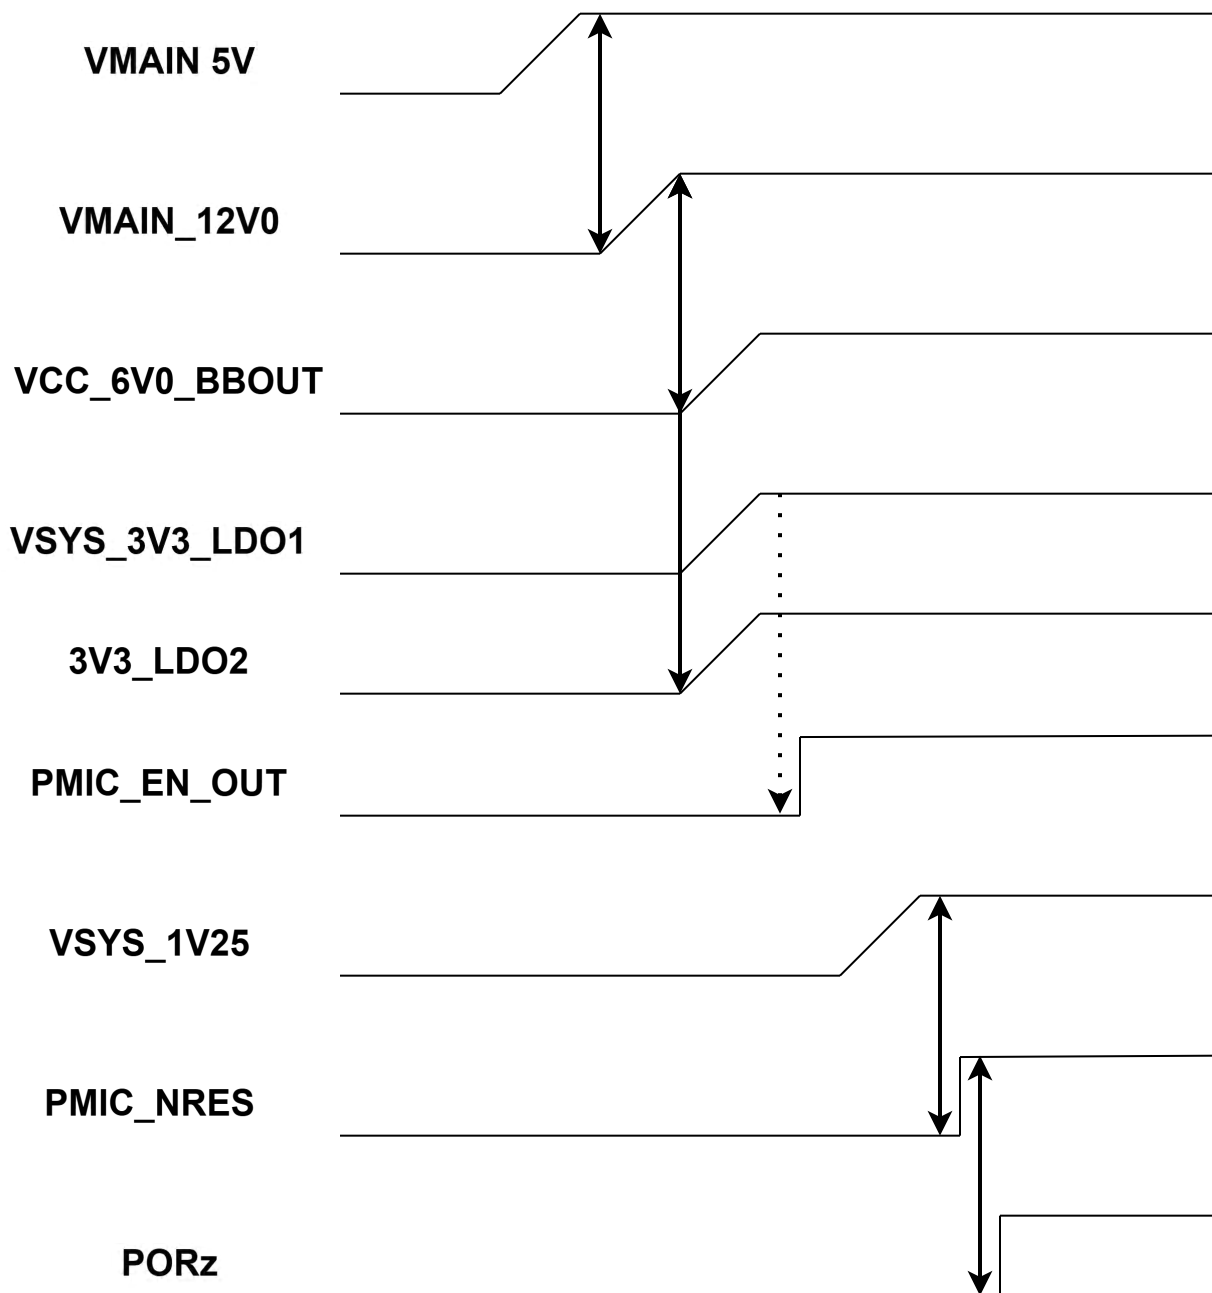 VMAIN 5V
VMAIN_12V0
VCC_6V0_BBOUT
VSYS_3V3_LDO1
3V3_LDO2
PMIC_EN_OUT
VSYS_1V25
PMIC_NRES
PORz